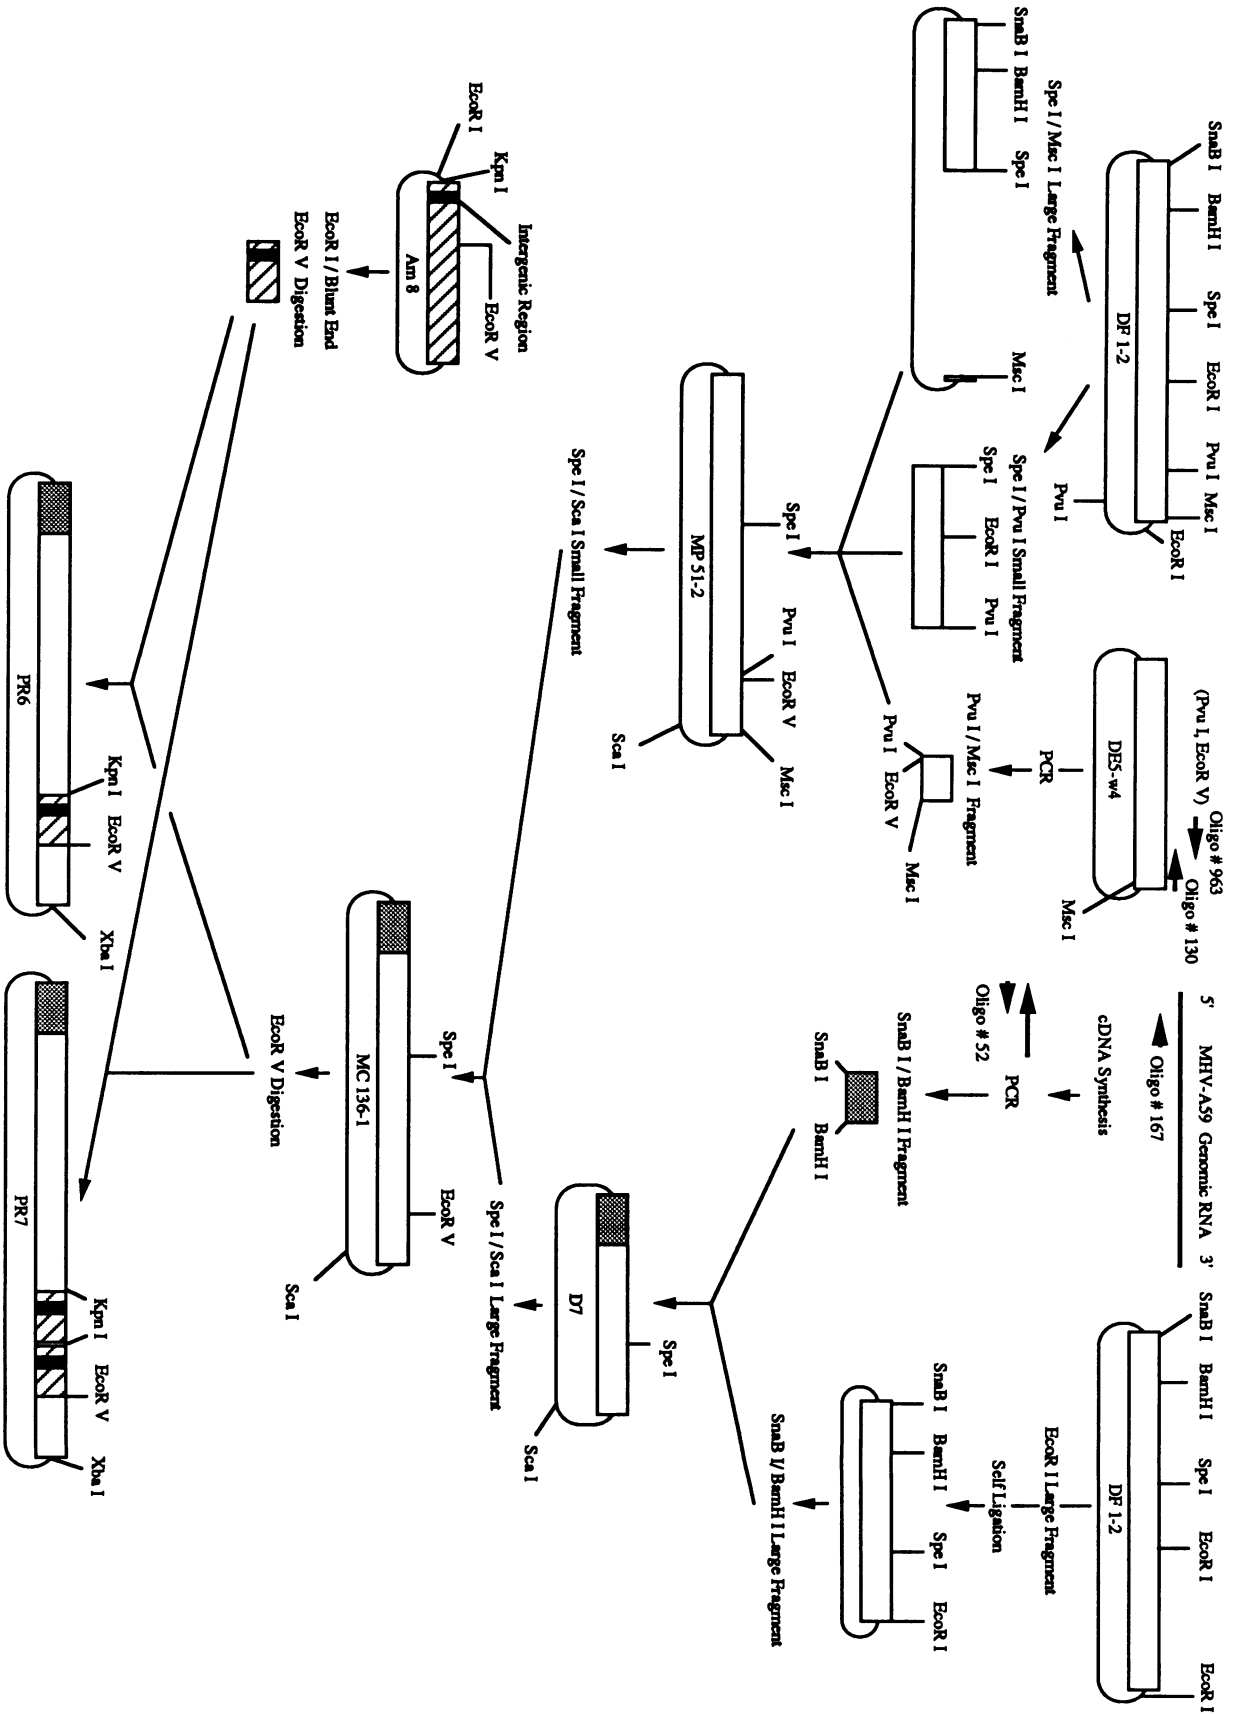 SnaB I
BamH I
Spe I
EcoR I
Pvu I
Msc I
EcoR I
Pvu I
DF 1-2
Spe I / Msc I Large Fragment
Spe I / Pvu I Small Fragment
SnaB I
BamH I
Spe I
Msc I
Spe I
EcoR I
Pvu I
(Pvu I, EcoR V)
Oligo # 963
Oligo # 130
DE5-w4
Msc I
PCR
Pvu I / Msc I Fragment
Pvu I
EcoR V
Msc I
5'
MHV-A59 Genomic RNA
3'
Oligo # 167
cDNA Synthesis
PCR
Oligo # 52
SnaB I / BamH I Fragment
SnaB I
BamH I
SnaB I
BamH I
Spe I
EcoR I
EcoR I
DF 1-2
EcoR I Large Fragment
Self Ligation
SnaB I
BamH I
Spe I
EcoR I
SnaB I/ BamH I Large Fragment
Spe I
Pvu I
EcoR V
Msc I
MP 51-2
Sca I
Spe I / Sca I Small Fragment
Spe I
D7
Sca I
Spe I / Sca I Large Fragment
Spe I
EcoR V
MC 136-1
Sca I
EcoR V Digestion
EcoR I
Kpn I
Intergenic Region
EcoR V
Am 8
EcoR I / Blunt End
EcoR V Digestion
Kpn I
EcoR V
Xba I
PR6
Kpn I
Kpn I
EcoR V
Xba I
PR7